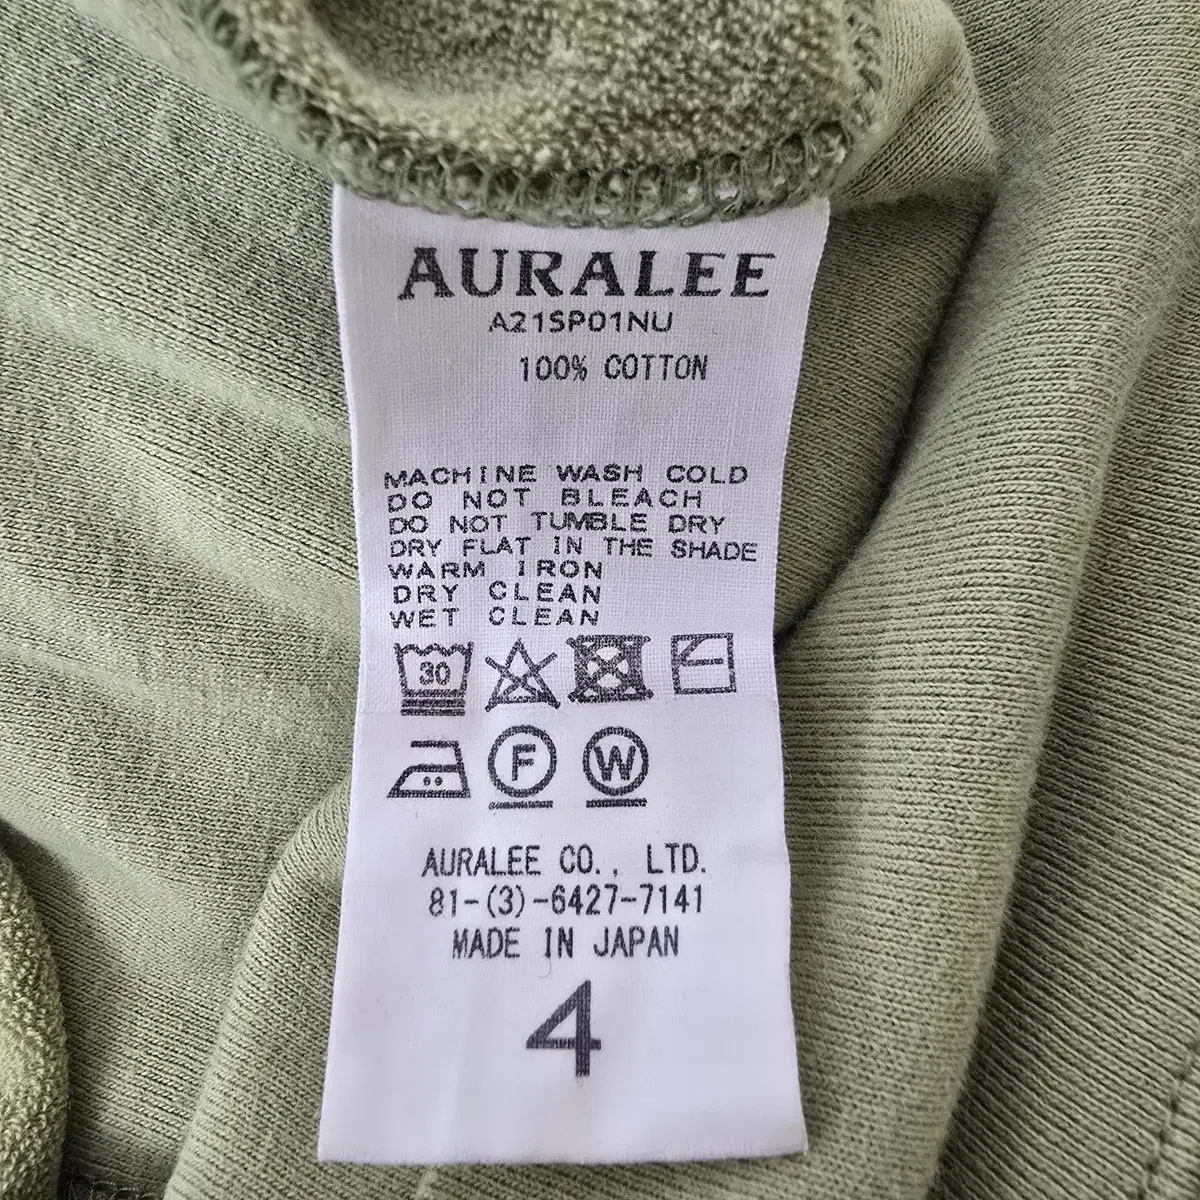 AURALEE
A21SP01NU
100% COTTON
MACHINE WASH COLD
DO NOT BLEACH
DO NOT TUMBLE DRY
DRY FLAT IN THE SHADE
WARM IRON
DRY CLEAN
WET CLEAN
30
F W
AURALEE CO., LTD.
81-(3)-6427-7141
MADE IN JAPAN
4